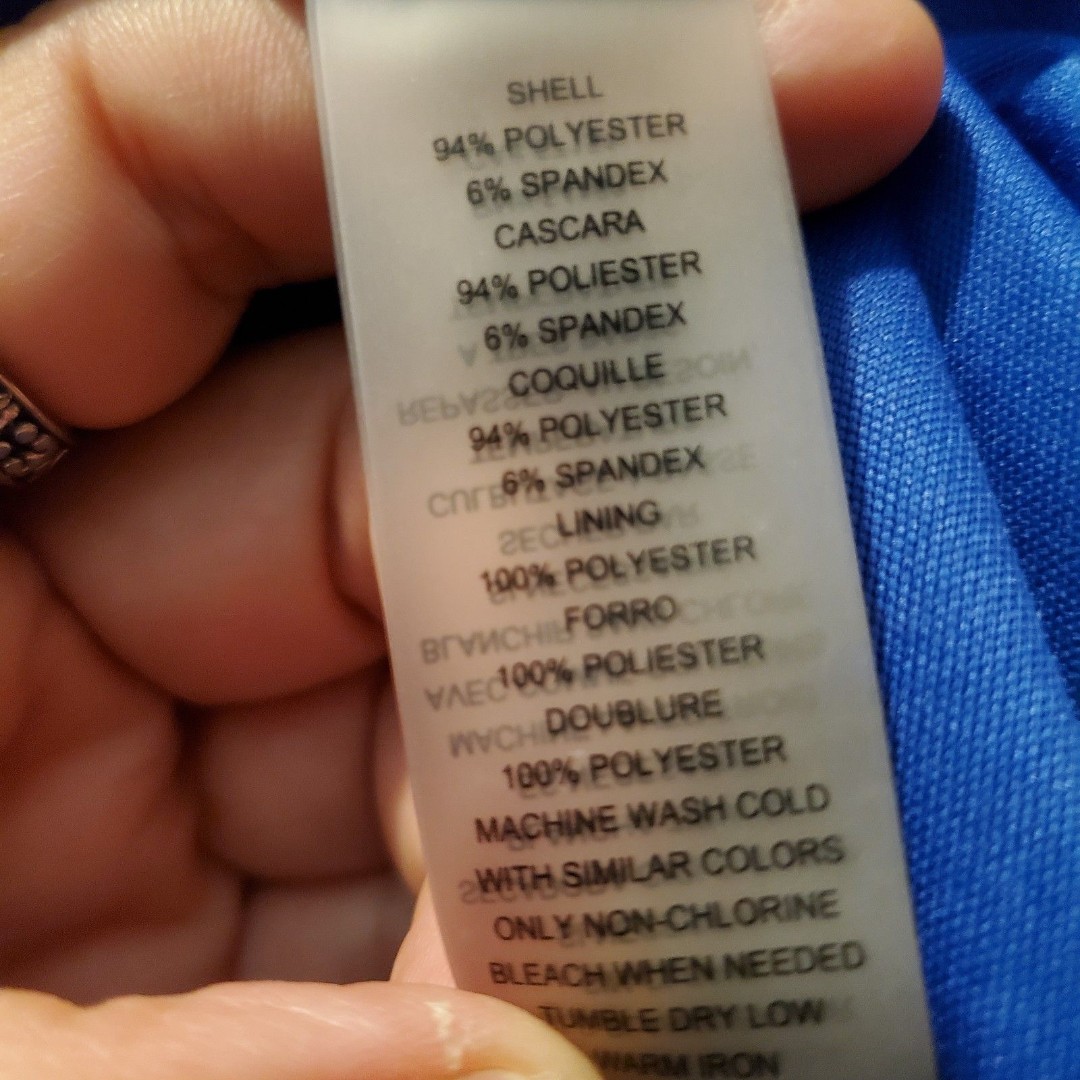 SHELL
94% POLYESTER
6% SPANDEX
CASCARA
94% POLIESTER
6% SPANDEX
COQUILLE
94% POLYESTER
6% SPANDEX
LINING
100% POLYESTER
FORRO
100% POLIESTER
DOUBLURE
100% POLYESTER
MACHINE WASH COLD
WITH SIMILAR COLORS
ONLY NON-CHLORINE
BLEACH WHEN NEEDED
TUMBLE DRY LOW
WARM IRON